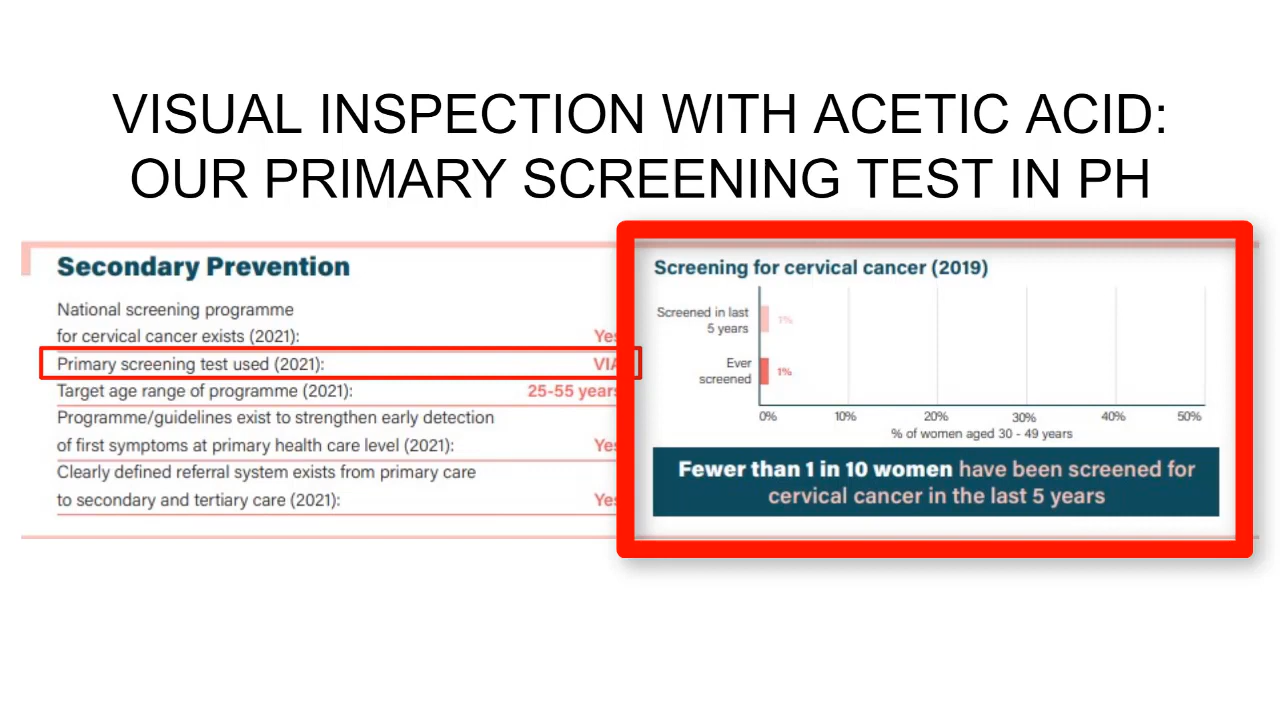 VISUAL INSPECTION WITH ACETIC ACID:
OUR PRIMARY SCREENING TEST IN PH
Secondary Prevention
National screening programme
for cervical cancer exists (2021): Yes
Primary screening test used (2021): VIA
Target age range of programme (2021): 25-55 years
Programme/guidelines exist to strengthen early detection
of first symptoms at primary health care level (2021): Yes
Clearly defined referral system exists from primary care
to secondary and tertiary care (2021): Yes
Screening for cervical cancer (2019)
Screened in last
5 years
1%
Ever
screened
1%
0% 10% 20% 30% 40% 50%
% of women aged 30 - 49 years
Fewer than 1 in 10 women have been screened for
cervical cancer in the last 5 years